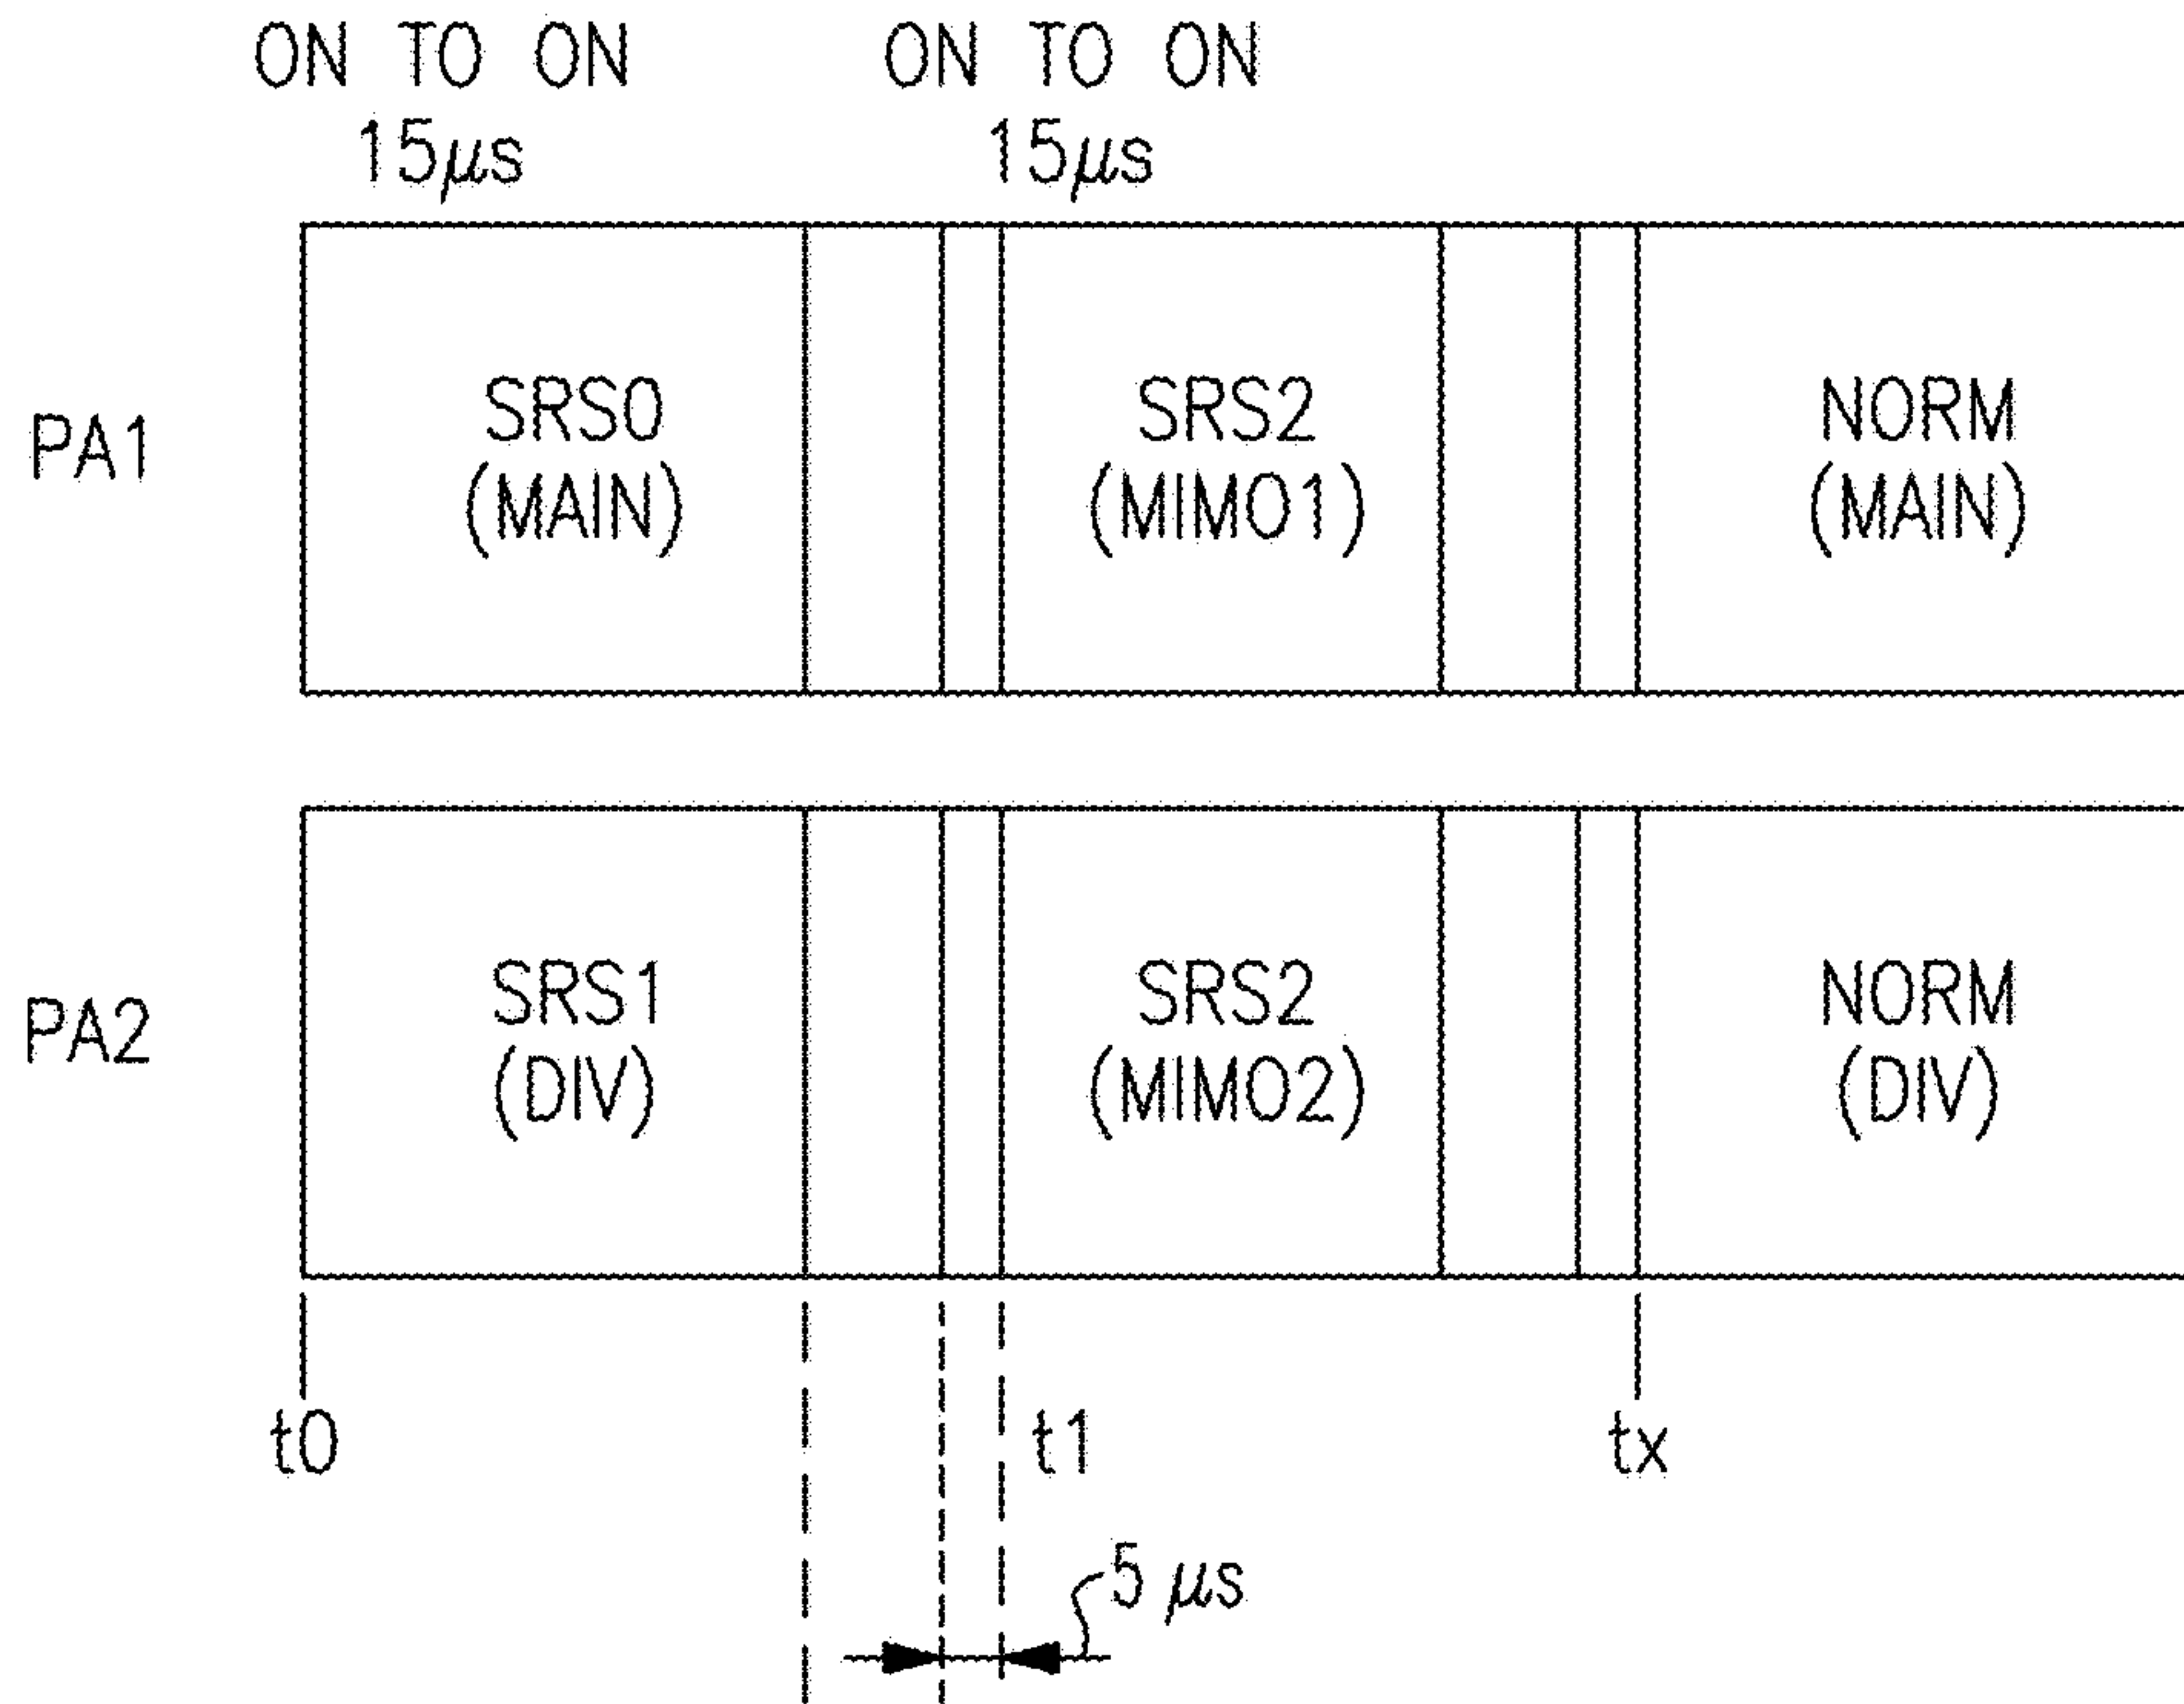 ON TO ON
15μs
ON TO ON
15μs
PA1
SRS0
(MAIN)
SRS2
(MIMO1)
NORM
(MAIN)
PA2
SRS1
(DIV)
SRS2
(MIMO2)
NORM
(DIV)
t0
t1
tx
5 μs